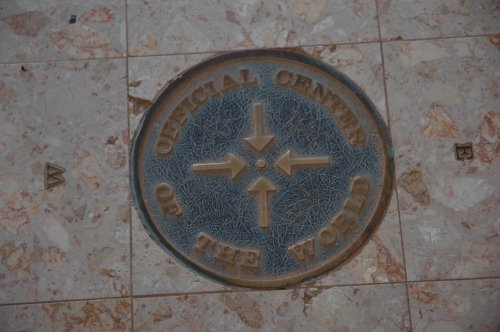 OFFICIAL CENTER
OF THE WORLD
W
E